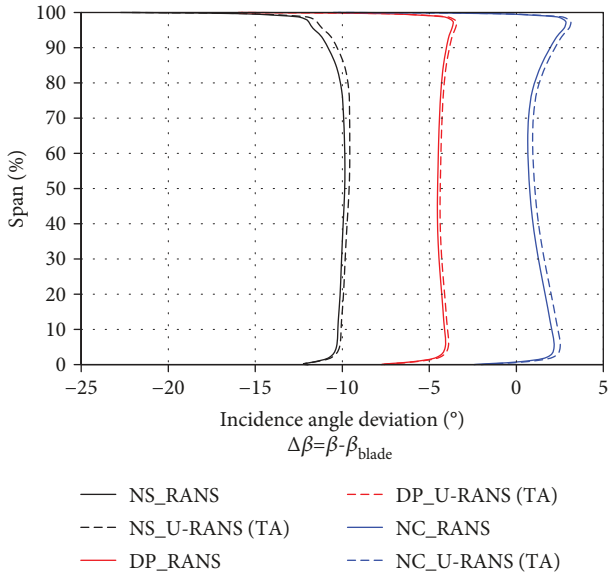 100
90
80
70
60
50
40
30
20
10
0
Span (%)
−25 −20 −15 −10 −5 0 5
Incidence angle deviation (°)
Δβ=β-β_blade
NS_RANS
NS_U-RANS (TA)
DP_RANS
DP_U-RANS (TA)
NC_RANS
NC_U-RANS (TA)